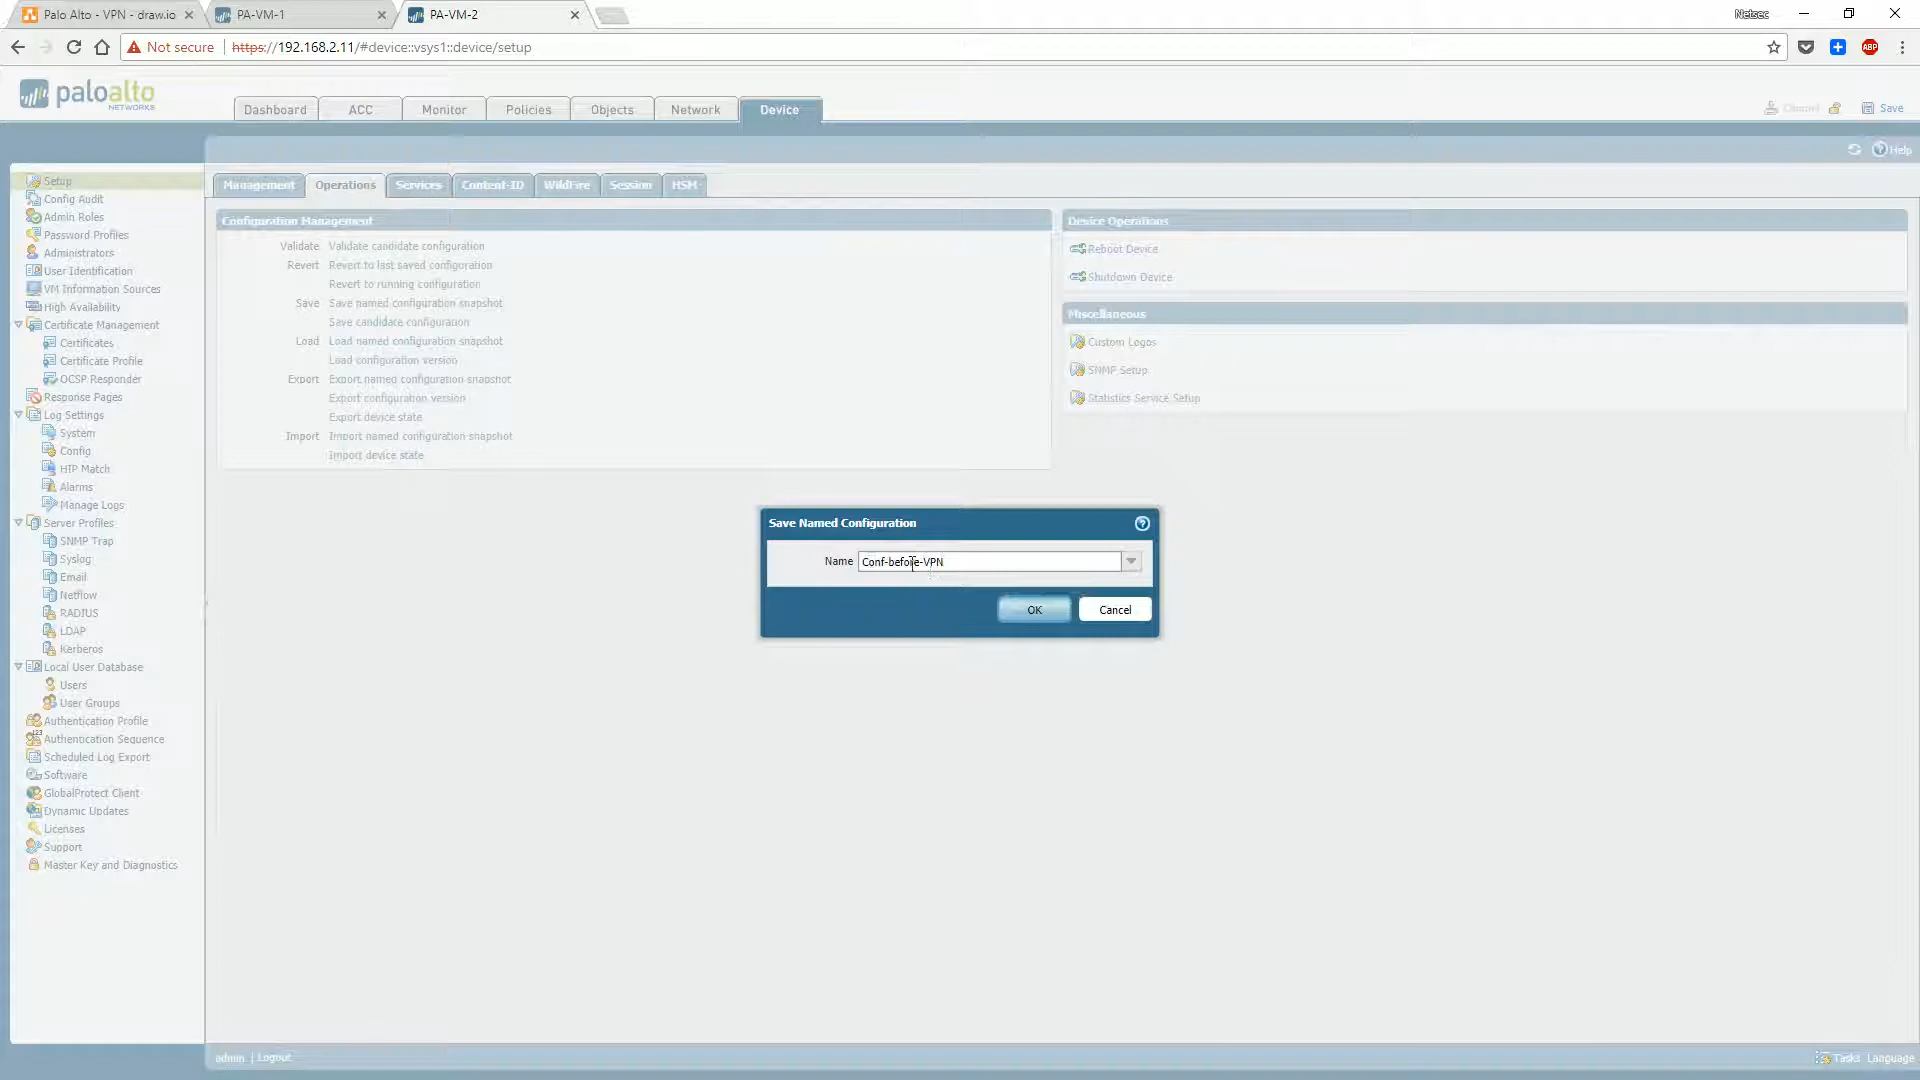 Palo Alto - VPN - draw.io
PA-VM-1
PA-VM-2
Netsec
Not secure
https://192.168.2.11/#device::vsys1::device/setup
ABP
paloalto
NETWORKS
Dashboard
ACC
Monitor
Policies
Objects
Network
Device
Commit
Save
Help
Setup
Config Audit
Admin Roles
Password Profiles
Administrators
User Identification
VM Information Sources
High Availability
Certificate Management
Certificates
Certificate Profile
OCSP Responder
Response Pages
Log Settings
System
Config
HIP Match
Alarms
Manage Logs
Server Profiles
SNMP Trap
Syslog
Email
Netflow
RADIUS
LDAP
Kerberos
Local User Database
Users
User Groups
Authentication Profile
Authentication Sequence
Scheduled Log Export
Software
GlobalProtect Client
Dynamic Updates
Licenses
Support
Master Key and Diagnostics
Management
Operations
Services
Content-ID
WildFire
Session
HSM
Configuration Management
Validate Validate candidate configuration
Revert Revert to last saved configuration
Revert to running configuration
Save Save named configuration snapshot
Save candidate configuration
Load Load named configuration snapshot
Load configuration version
Export Export named configuration snapshot
Export configuration version
Export device state
Import Import named configuration snapshot
Import device state
Device Operations
Reboot Device
Shutdown Device
Miscellaneous
Custom Logos
SNMP Setup
Statistics Service Setup
Save Named Configuration
Name Conf-before-VPN
OK
Cancel
admin | Logout
Tasks
Language